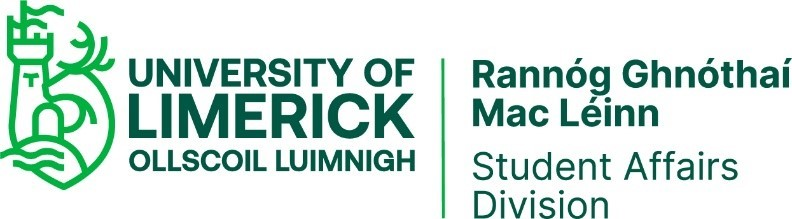 UNIVERSITY OF
LIMERICK
OLLSCOIL LUIMNIGH
Rannóg Ghnóthaí
Mac Léinn
Student Affairs
Division